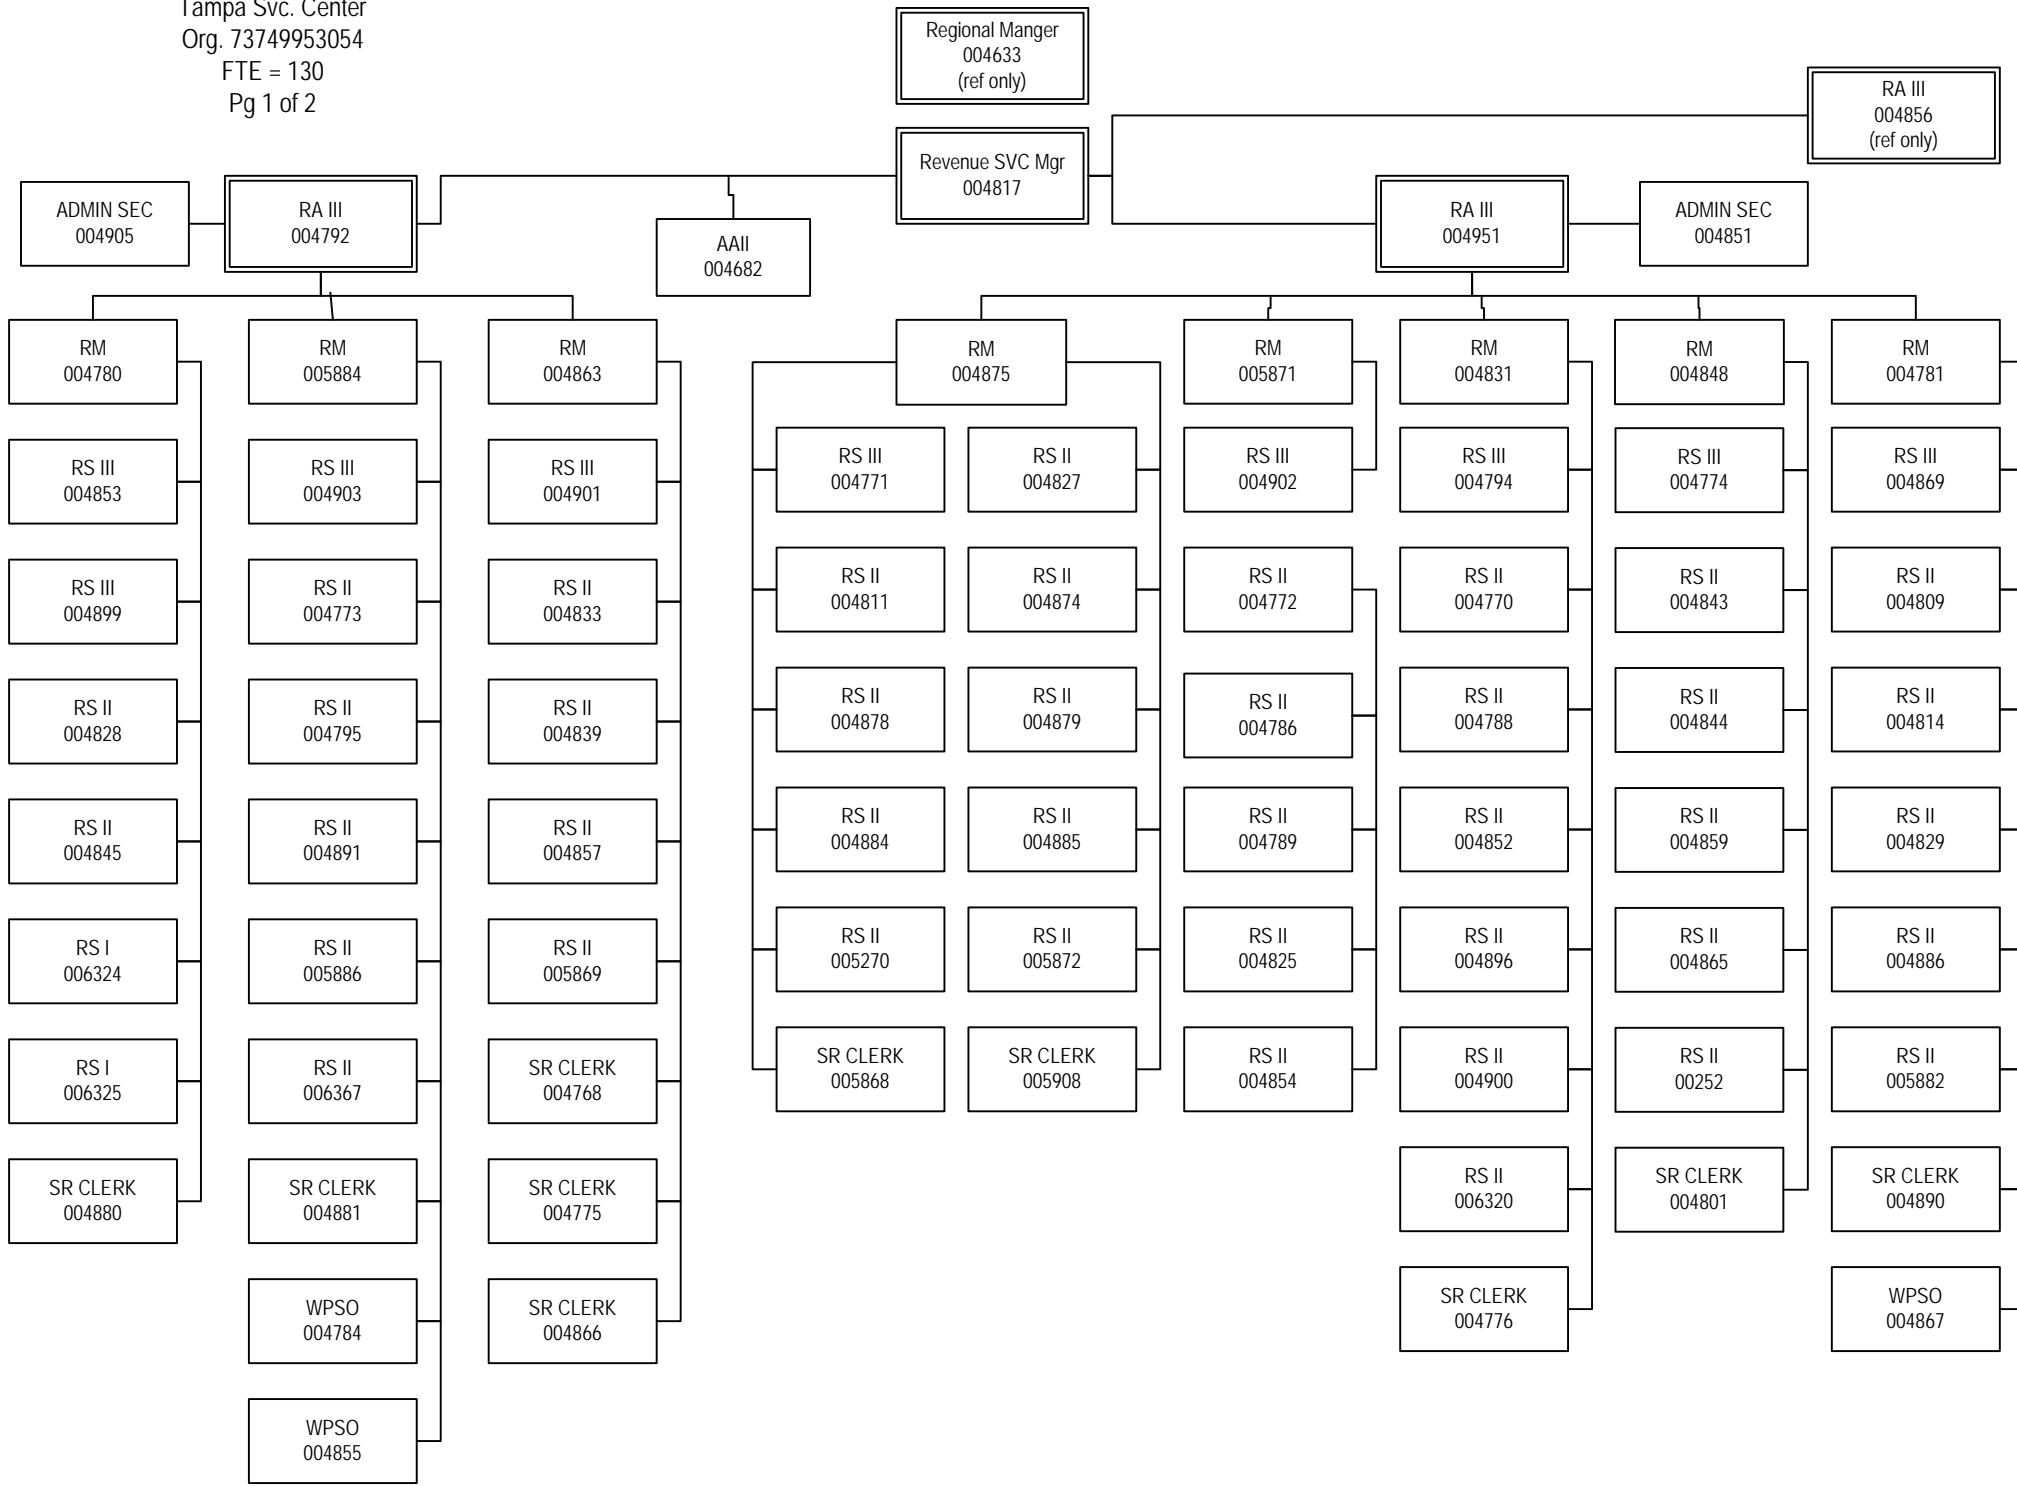 Tampa Svc. Center
Org. 73749953054
FTE = 130
Pg 1 of 2
Regional Manger
004633
(ref only)
RA III
004856
(ref only)
Revenue SVC Mgr
004817
ADMIN SEC
004905
RA III
004792
AAII
004682
RA III
004951
ADMIN SEC
004851
RM
004780
RS III
004853
RS III
004899
RS II
004828
RS II
004845
RS I
006324
RS I
006325
SR CLERK
004880
RM
005884
RS III
004903
RS II
004773
RS II
004795
RS II
004891
RS II
005886
RS II
006367
SR CLERK
004881
WPSO
004784
WPSO
004855
RM
004863
RS III
004901
RS II
004833
RS II
004839
RS II
004857
RS II
005869
SR CLERK
004768
SR CLERK
004775
SR CLERK
004866
RM
004875
RS III
004771
RS II
004811
RS II
004878
RS II
004884
RS II
005270
SR CLERK
005868
RS II
004827
RS II
004874
RS II
004879
RS II
004885
RS II
005872
SR CLERK
005908
RM
005871
RS III
004902
RS II
004772
RS II
004786
RS II
004789
RS II
004825
RS II
004854
RM
004831
RS III
004794
RS II
004770
RS II
004788
RS II
004852
RS II
004896
RS II
004900
RS II
006320
SR CLERK
004776
RM
004848
RS III
004774
RS II
004843
RS II
004844
RS II
004859
RS II
004865
RS II
00252
SR CLERK
004801
RM
004781
RS III
004869
RS II
004809
RS II
004814
RS II
004829
RS II
004886
RS II
005882
SR CLERK
004890
WPSO
004867